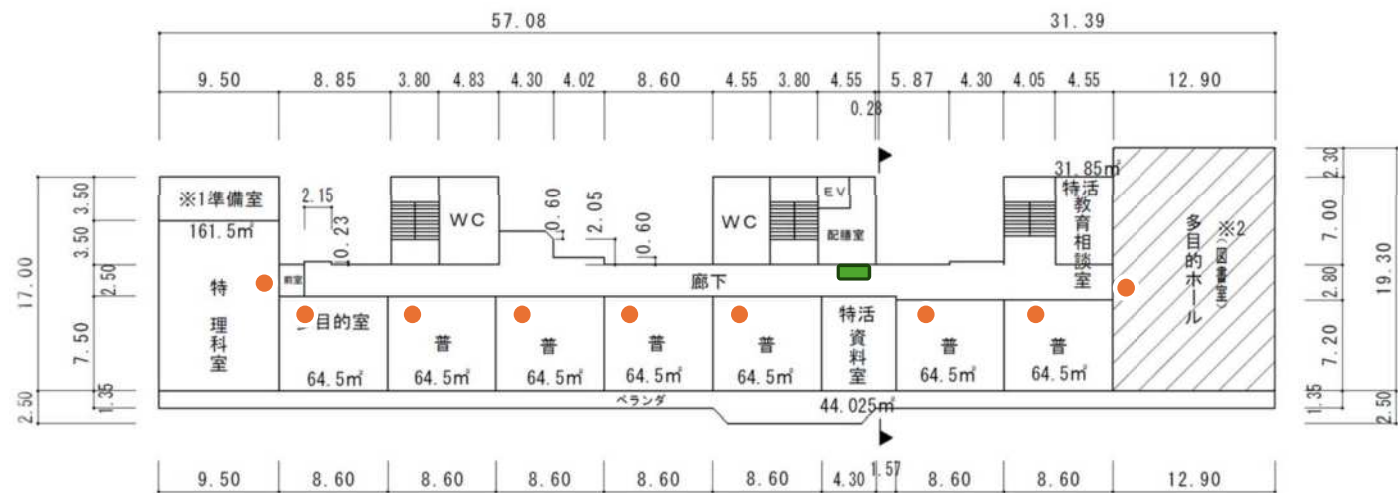 57.08 31.39
9.50 8.85 3.80 4.83 4.30 4.02 8.60 4.55 3.80 4.55 5.87 4.30 4.05 4.55 12.90
0.28
17.00
2.50
3.50
3.50
2.50
7.50
1.35
※1準備室
161.5㎡
特 理科室
2.15
0.23
前室
WC
0.60
2.05
0.60
WC
EV
配膳室
廊下
31.85㎡
特活
教育相談室
※2
(図書室)
多目的ホール
目的室
64.5㎡
普
64.5㎡
普
64.5㎡
普
64.5㎡
普
64.5㎡
特活
資料室
44.025㎡
普
64.5㎡
普
64.5㎡
ベランダ
2.30
7.00
2.80
7.20
1.35
19.30
2.50
9.50 8.60 8.60 8.60 8.60 8.60 4.30 1.57 8.60 8.60 12.90